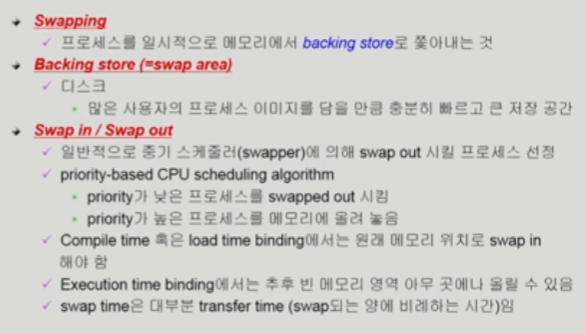 Swapping
프로세스를 일시적으로 메모리에서 backing store로 쫓아내는 것
Backing store (=swap area)
디스크
많은 사용자의 프로세스 이미지를 담을 만큼 충분히 빠르고 큰 저장 공간
Swap in / Swap out
일반적으로 중기 스케줄러(swapper)에 의해 swap out 시킬 프로세스 선정
priority-based CPU scheduling algorithm
priority가 낮은 프로세스를 swapped out 시킴
priority가 높은 프로세스를 메모리에 올려 놓음
Compile time 혹은 load time binding에서는 원래 메모리 위치로 swap in
해야 함
Execution time binding에서는 추후 빈 메모리 영역 아무 곳에나 올릴 수 있음
swap time은 대부분 transfer time (swap되는 양에 비례하는 시간)임